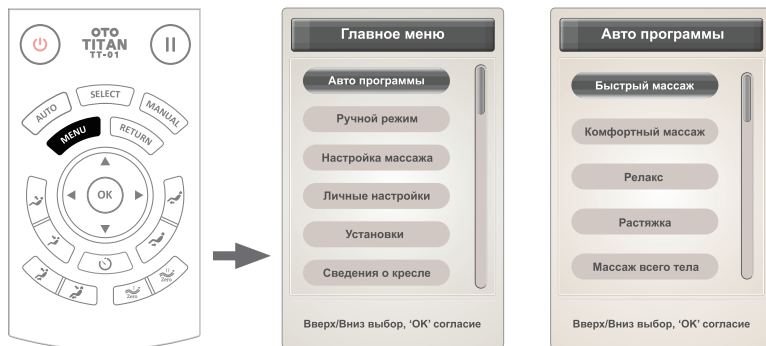 OTO
TITAN
TT-01
AUTO
SELECT
MANUAL
MENU
RETURN
OK
Zero
Zero
Главное меню
Авто программы
Ручной режим
Настройка массажа
Личные настройки
Установки
Сведения о кресле
Вверх/Вниз выбор, ‘OK’ согласие
Авто программы
Быстрый массаж
Комфортный массаж
Релакс
Растяжка
Массаж всего тела
Вверх/Вниз выбор, ‘OK’ согласие